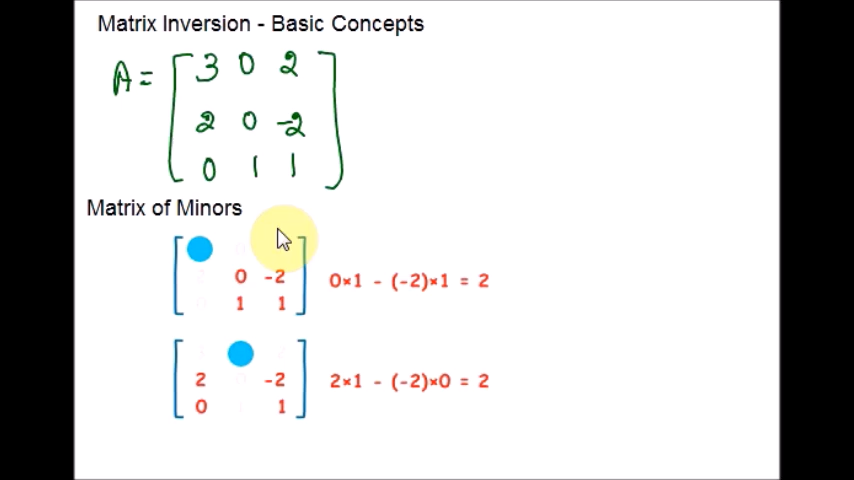 Matrix Inversion - Basic Concepts
A = [ 3 0 2
2 0 -2
0 1 1 ]
Matrix of Minors
0 -2 0×1 - (-2)×1 = 2
1 1
2 -2 2×1 - (-2)×0 = 2
0 1